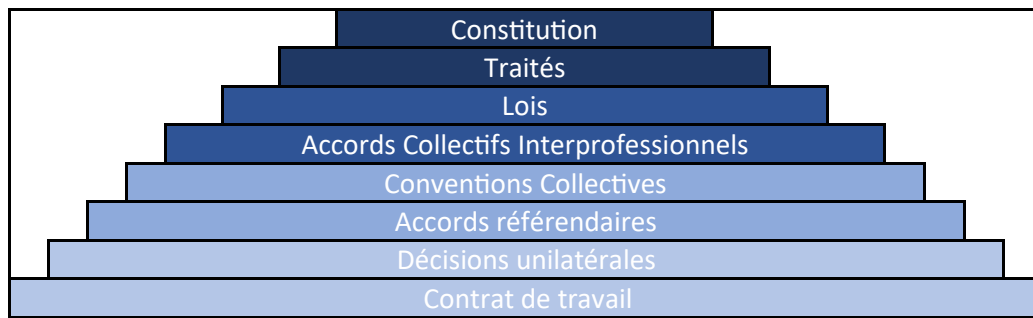 Constitution
Traités
Lois
Accords Collectifs Interprofessionnels
Conventions Collectives
Accords référendaires
Décisions unilatérales
Contrat de travail